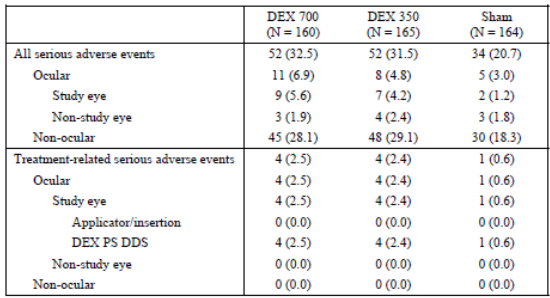 DEX 700 DEX 350 Sham
(N = 160) (N = 165) (N = 164)
All serious adverse events 52 (32.5) 52 (31.5) 34 (20.7)
Ocular 11 (6.9) 8 (4.8) 5 (3.0)
Study eye 9 (5.6) 7 (4.2) 2 (1.2)
Non-study eye 3 (1.9) 4 (2.4) 3 (1.8)
Non-ocular 45 (28.1) 48 (29.1) 30 (18.3)
Treatment-related serious adverse events 4 (2.5) 4 (2.4) 1 (0.6)
Ocular 4 (2.5) 4 (2.4) 1 (0.6)
Study eye 4 (2.5) 4 (2.4) 1 (0.6)
Applicator/insertion 0 (0.0) 0 (0.0) 0 (0.0)
DEX PS DDS 4 (2.5) 4 (2.4) 1 (0.6)
Non-study eye 0 (0.0) 0 (0.0) 0 (0.0)
Non-ocular 0 (0.0) 0 (0.0) 0 (0.0)